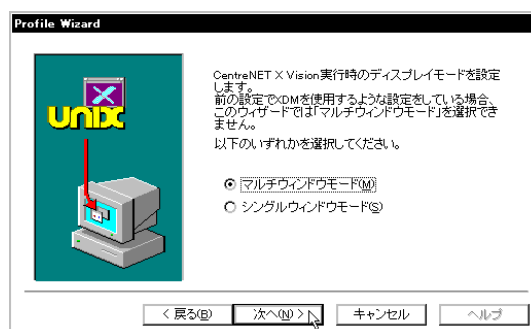 Profile Wizard
UNIX
CentreNET X Vision実行時のディスプレイモードを設定
します。
前の設定でXDMを使用するような設定をしている場合、
このウィザードでは「マルチウィンドウモード」を選択でき
ません。
以下のいずれかを選択してください。
マルチウィンドウモード(M)
シングルウィンドウモード(S)
< 戻る(B) 次へ(N) > キャンセル ヘルプ